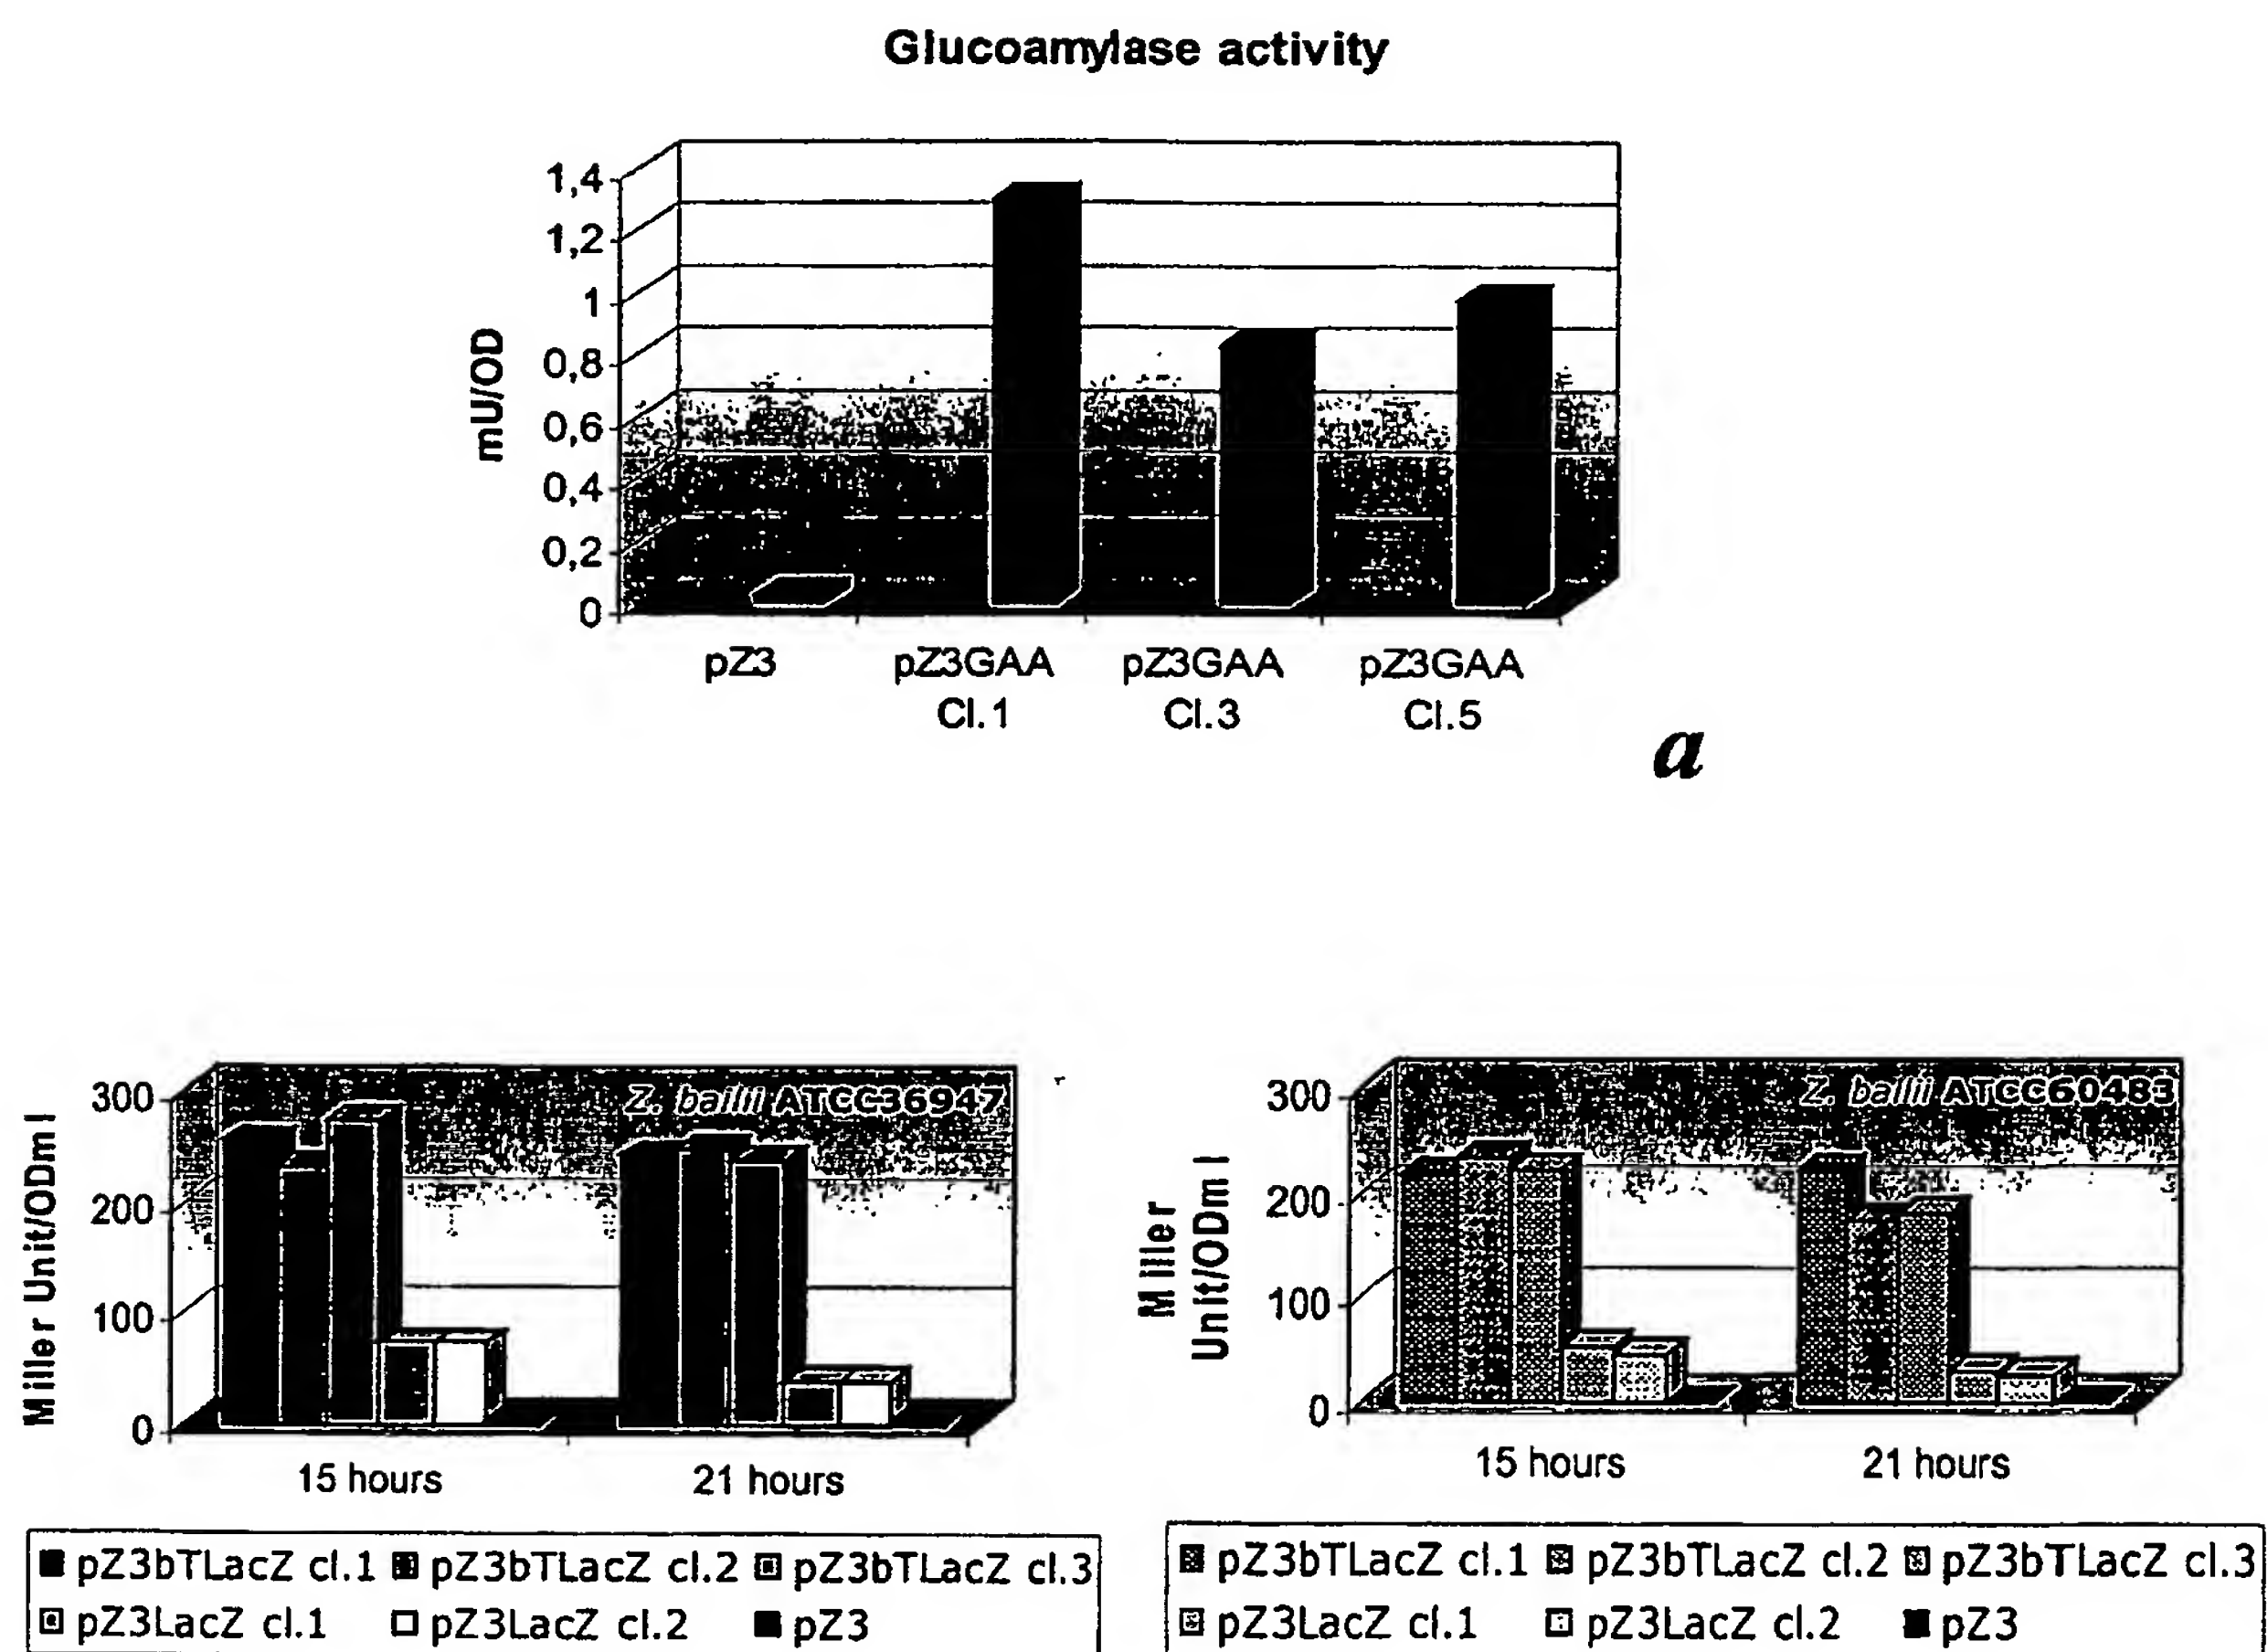 Glucoamylase activity
mU/OD
1,4
1,2
1
0,8
0,6
0,4
0,2
0
pZ3 pZ3GAA pZ3GAA pZ3GAA
Cl.1 Cl.3 Cl.5
a
Miller Unit/ODml
300
200
100
0
Z. bailii ATCC36947
15 hours 21 hours
pZ3bTLacZ cl.1 pZ3bTLacZ cl.2 pZ3bTLacZ cl.3
pZ3LacZ cl.1 pZ3LacZ cl.2 pZ3
Miller
Unit/ODml
300
200
100
0
Z. bailii ATCC60483
15 hours 21 hours
pZ3bTLacZ cl.1 pZ3bTLacZ cl.2 pZ3bTLacZ cl.3
pZ3LacZ cl.1 pZ3LacZ cl.2 pZ3